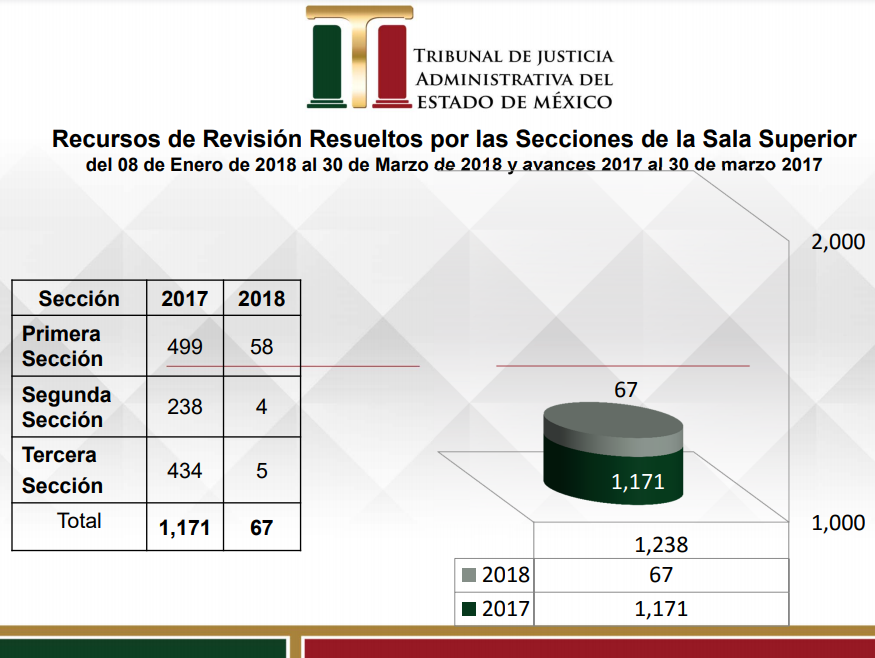 TRIBUNAL DE JUSTICIA
ADMINISTRATIVA DEL
ESTADO DE MÉXICO
Recursos de Revisión Resueltos por las Secciones de la Sala Superior
del 08 de Enero de 2018 al 30 de Marzo de 2018 y avances 2017 al 30 de marzo 2017
Sección 2017 2018
Primera
Sección 499 58
Segunda
Sección 238 4
Tercera
Sección 434 5
Total 1,171 67
2,000
67
1,171
1,000
1,238
2018 67
2017 1,171